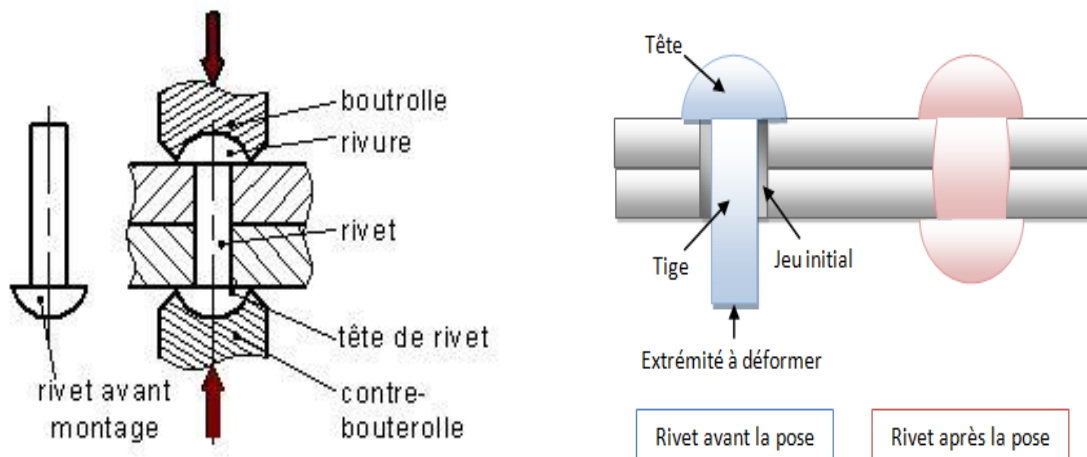 boutrolle
rivure
rivet
tête de rivet
contre-
bouterolle
rivet avant
montage
Tête
Tige
Jeu initial
Extrémité à déformer
Rivet avant la pose
Rivet après la pose